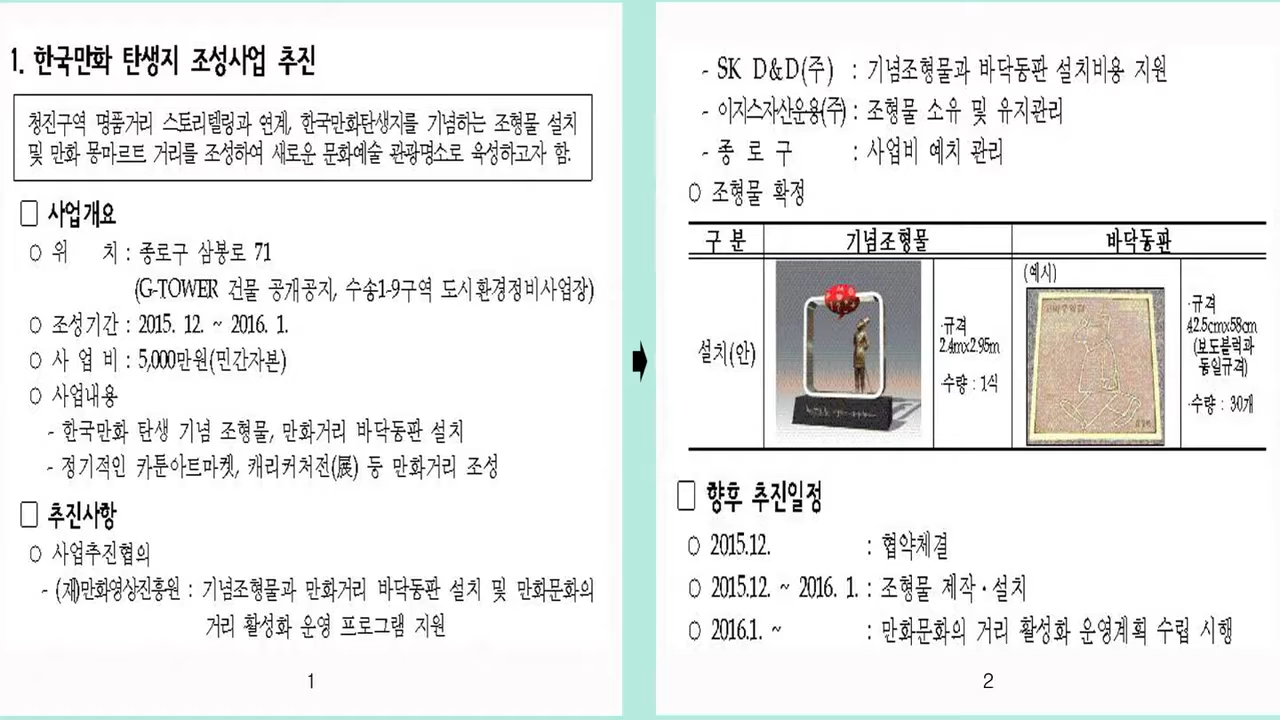 1. 한국만화 탄생지 조성사업 추진
청진구역 명품거리 스토리텔링과 연계, 한국만화탄생지를 기념하는 조형물 설치
및 만화 몽마르트 거리를 조성하여 새로운 문화예술 관광명소로 육성하고자 함.
□ 사업개요
○ 위 치 : 종로구 삼봉로 71
(G-TOWER 건물 공개공지, 수송1-9구역 도시환경정비사업장)
○ 조성기간 : 2015. 12. ~ 2016. 1.
○ 사 업 비 : 5,000만원(민간자본)
○ 사업내용
- 한국만화 탄생 기념 조형물, 만화거리 바닥동판 설치
- 정기적인 카툰아트마켓, 캐리커처전(展) 등 만화거리 조성
□ 추진사항
○ 사업추진협의
- (재)만화영상진흥원 : 기념조형물과 만화거리 바닥동판 설치 및 만화문화의
거리 활성화 운영 프로그램 지원
1
- SK D&D(주) : 기념조형물과 바닥동판 설치비용 지원
- 이지스자산운용(주) : 조형물 소유 및 유지관리
- 종 로 구 : 사업비 예치 관리
○ 조형물 확정
구 분 기념조형물 바닥동판
설치(안)
·규격
2.4mx2.95m
·수량 : 1식
(예시)
·규격
42.5cmx58cm
(보도블럭과
동일규격)
·수량 : 30개
□ 향후 추진일정
○ 2015.12. : 협약체결
○ 2015.12. ~ 2016. 1. : 조형물 제작·설치
○ 2016.1. ~ : 만화문화의 거리 활성화 운영계획 수립 시행
2